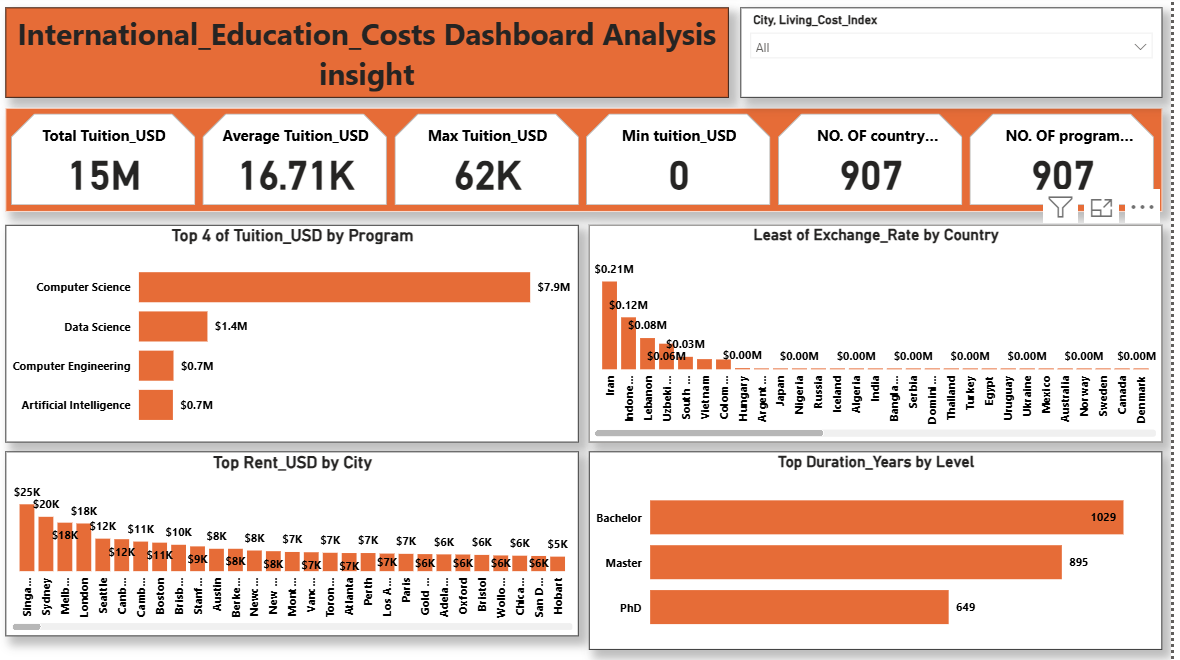 International_Education_Costs Dashboard Analysis
insight
City, Living_Cost_Index
All
Total Tuition_USD
15M
Average Tuition_USD
16.71K
Max Tuition_USD
62K
Min tuition_USD
0
NO. OF country...
907
NO. OF program...
907
Top 4 of Tuition_USD by Program
Computer Science
$7.9M
Data Science
$1.4M
Computer Engineering
$0.7M
Artificial Intelligence
$0.7M
Least of Exchange_Rate by Country
$0.21M
$0.12M
$0.08M
$0.06M
$0.03M
$0.00M
$0.00M
$0.00M
$0.00M
$0.00M
$0.00M
$0.00M
$0.00M
Iran
Indone...
Lebanon
Uzbeki...
South ...
Vietnam
Colom...
Hungary
Argent...
Japan
Nigeria
Russia
Iceland
Algeria
India
Bangla...
Serbia
Domini...
Thailand
Turkey
Egypt
Uruguay
Ukraine
Mexico
Australia
Norway
Sweden
Canada
Denmark
Top Rent_USD by City
$25K
$20K
$18K
$18K
$12K
$12K
$11K
$11K
$10K
$9K
$8K
$8K
$8K
$8K
$7K
$7K
$7K
$7K
$7K
$7K
$7K
$6K
$6K
$6K
$6K
$6K
$6K
$6K
$5K
Singa...
Sydney
Melb...
London
Seattle
Canb...
Camb...
Boston
Brisb...
Stanf...
Austin
Berke...
Newc...
New ...
Mont...
Vanc...
Toron...
Atlanta
Perth
Los A...
Paris
Gold ...
Adela...
Oxford
Bristol
Wollo...
Chica...
San D...
Hobart
Top Duration_Years by Level
Bachelor
1029
Master
895
PhD
649